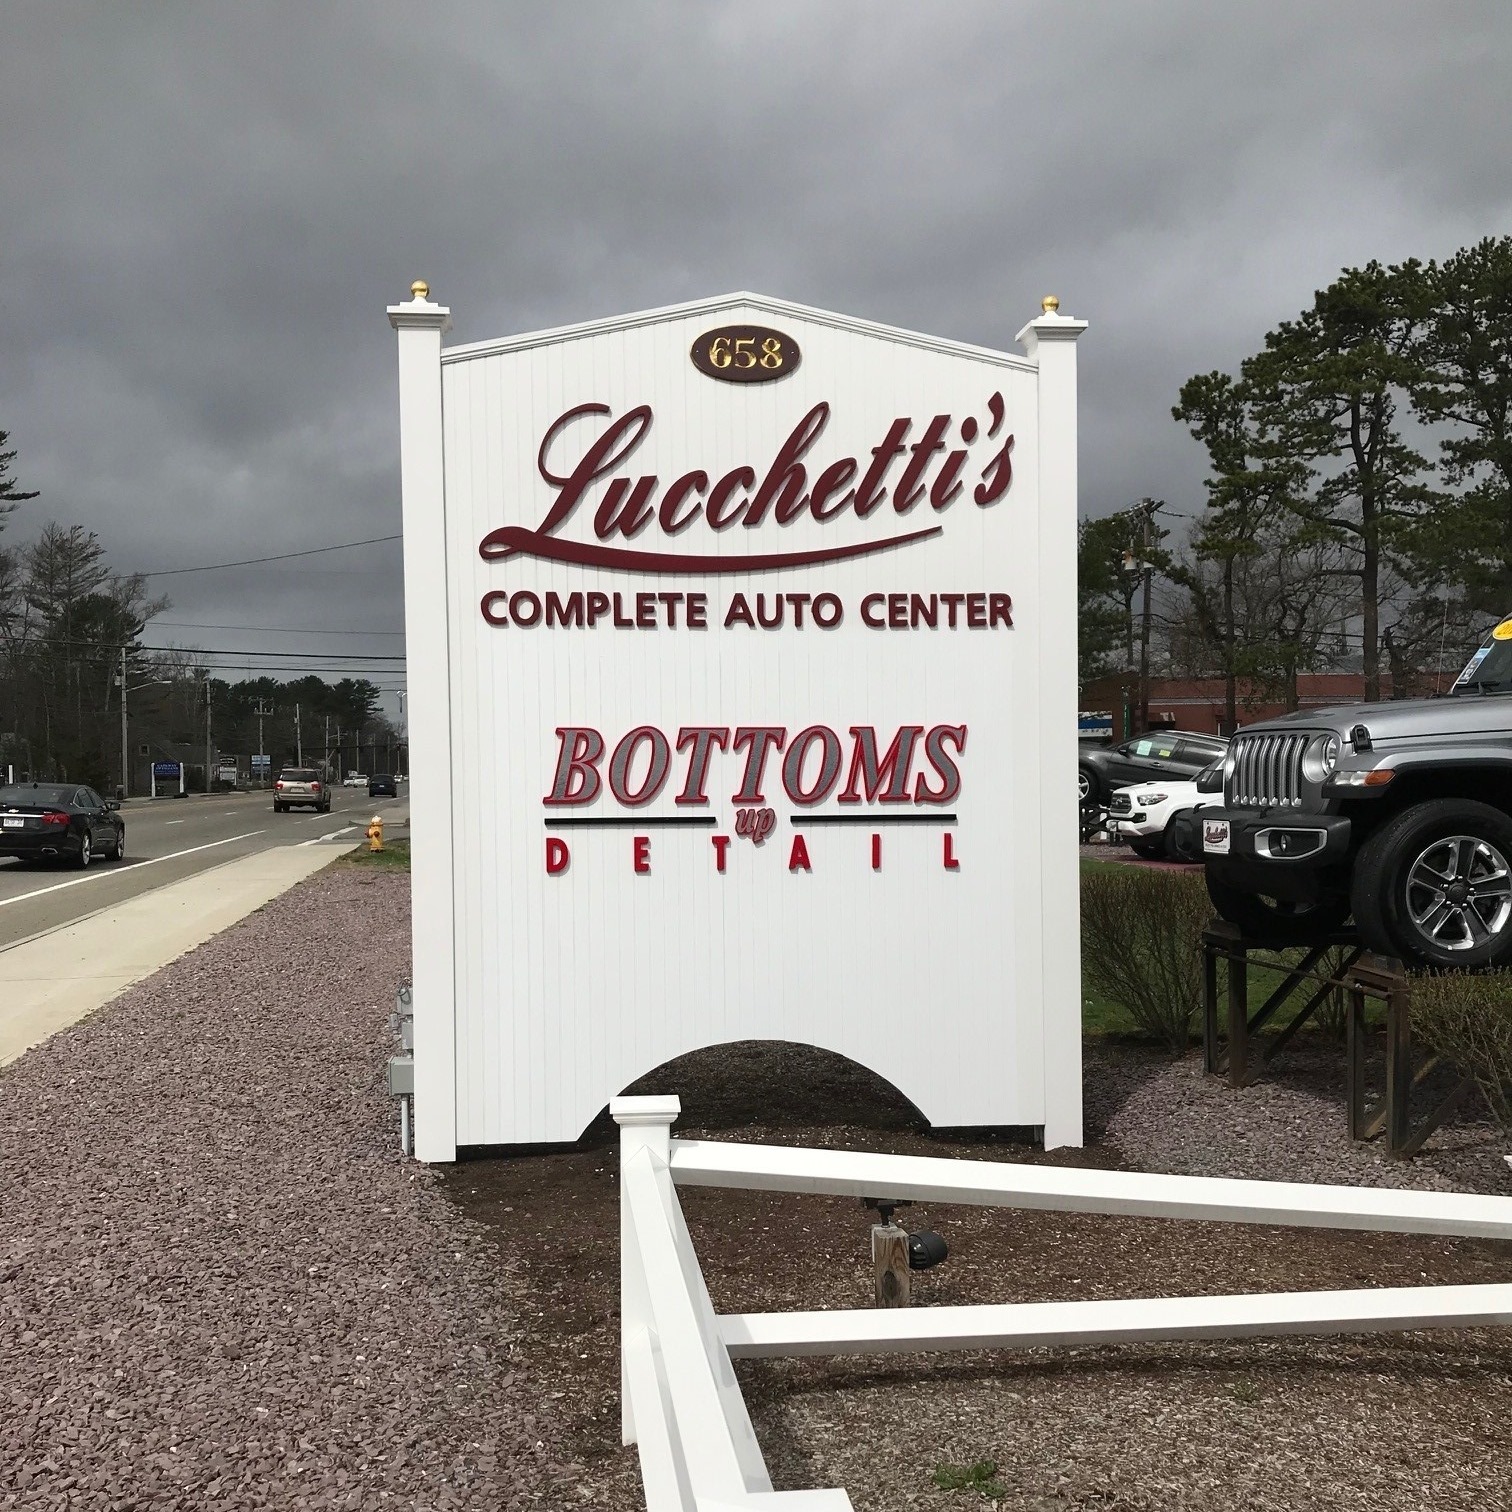 658
Lucchetti's
COMPLETE AUTO CENTER
BOTTOMS
up
DETAIL